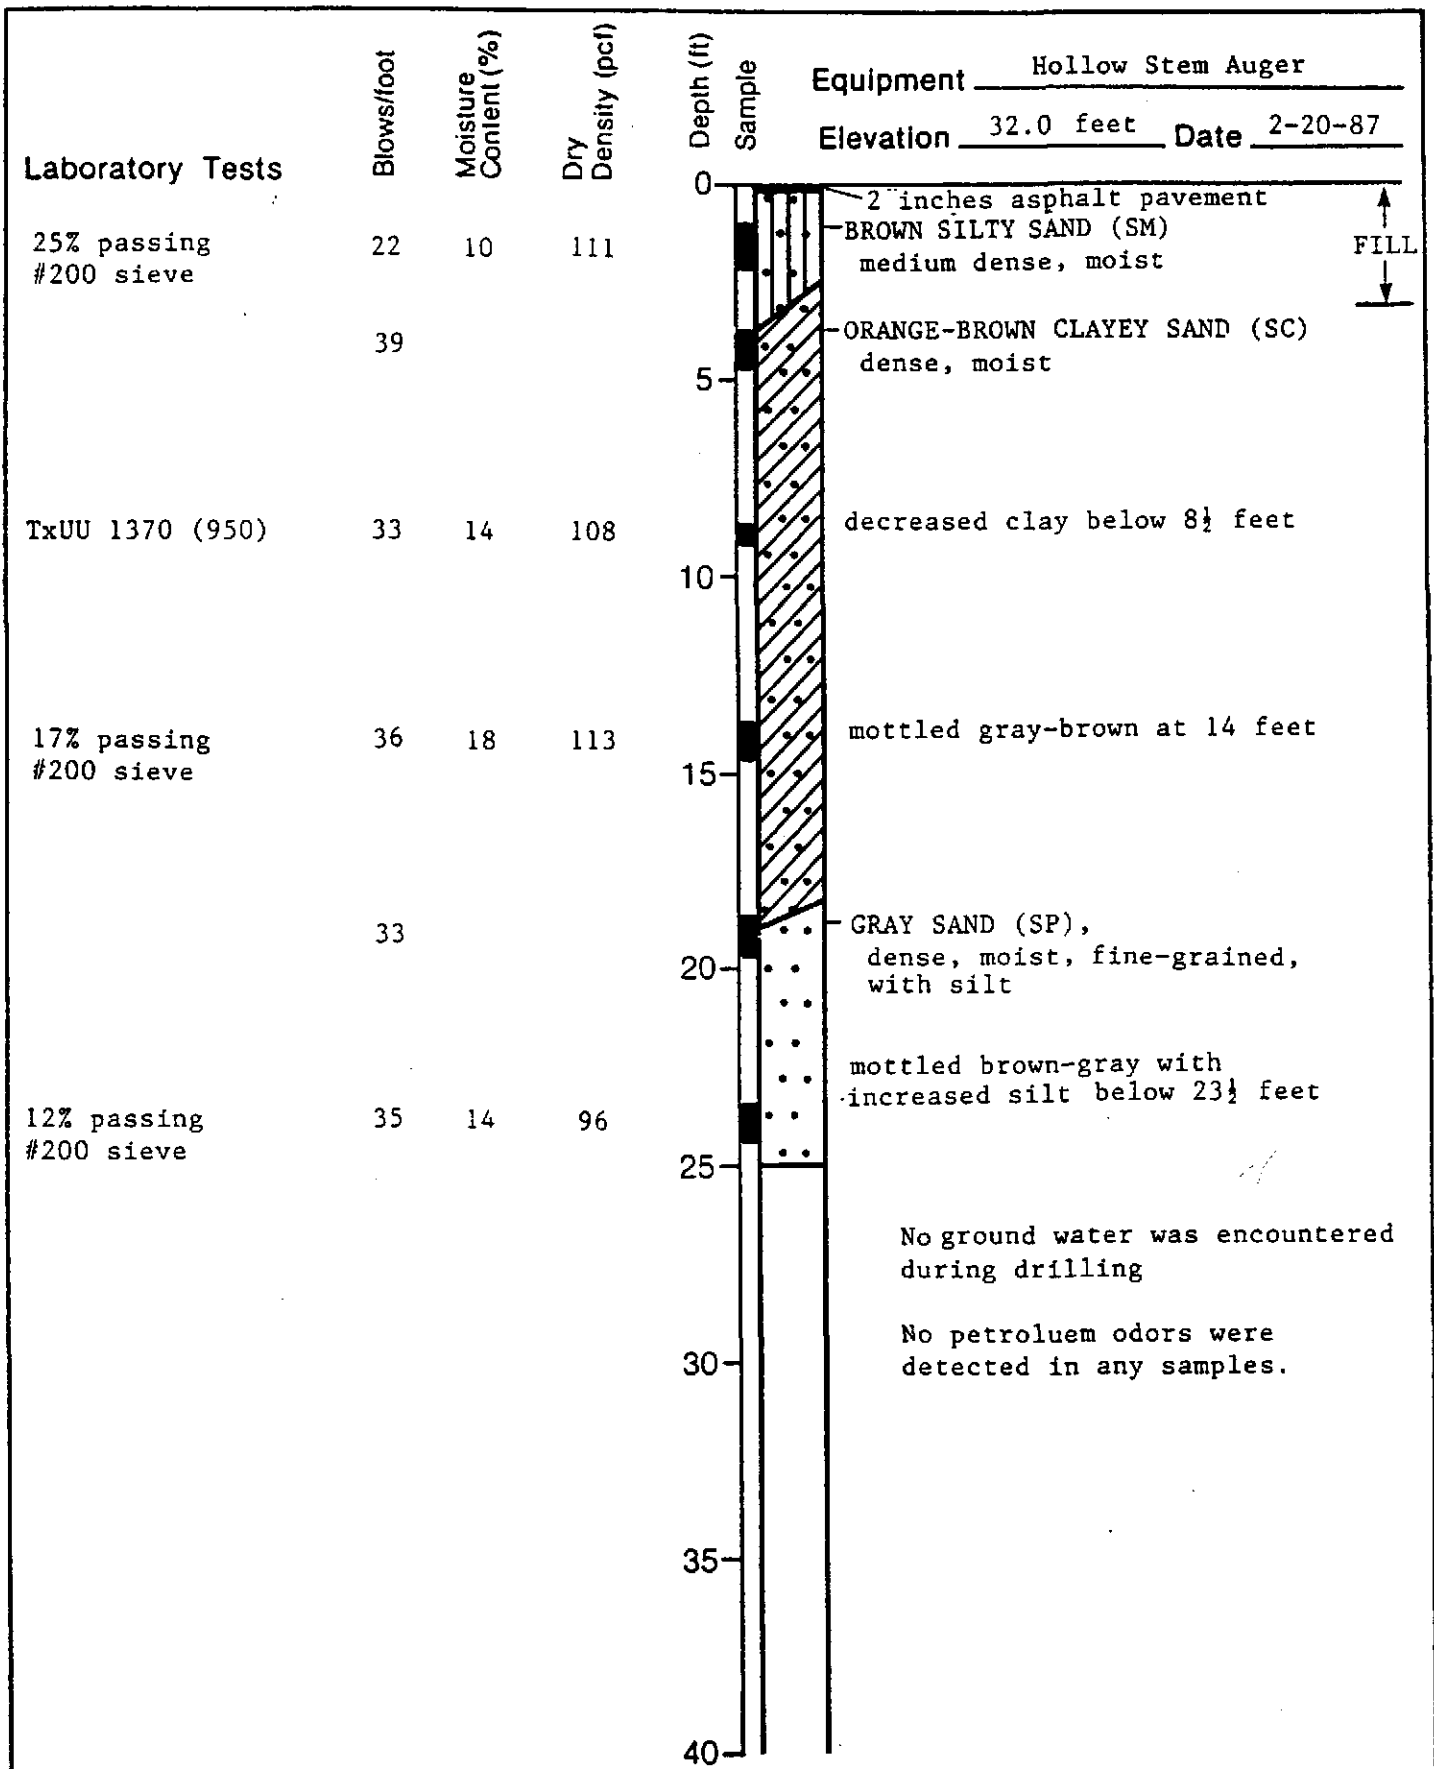 Laboratory Tests
Blows/foot
Moisture
Content (%)
Dry
Density (pcf)
Depth (ft)
Sample
Equipment Hollow Stem Auger
Elevation 32.0 feet Date 2-20-87
0
2 inches asphalt pavement
BROWN SILTY SAND (SM)
medium dense, moist
FILL
25% passing 22 10 111
#200 sieve
39
ORANGE-BROWN CLAYEY SAND (SC)
dense, moist
5
TxUU 1370 (950) 33 14 108
decreased clay below 8½ feet
10
17% passing 36 18 113
#200 sieve
mottled gray-brown at 14 feet
15
33
GRAY SAND (SP),
dense, moist, fine-grained,
with silt
20
mottled brown-gray with
increased silt below 23½ feet
12% passing 35 14 96
#200 sieve
25
No ground water was encountered
during drilling
No petroluem odors were
detected in any samples.
30
35
40